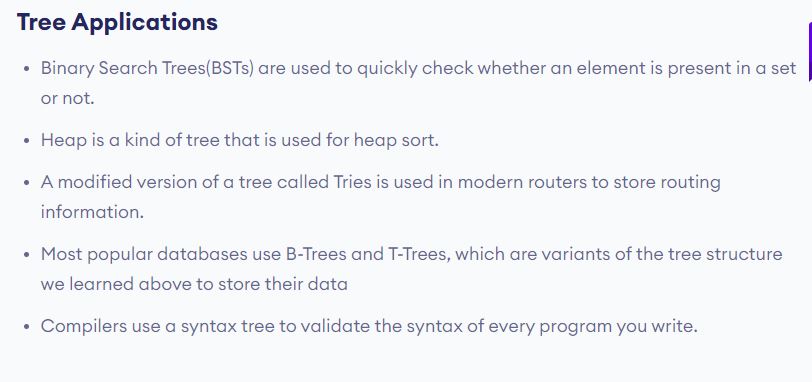 Tree Applications
• Binary Search Trees(BSTs) are used to quickly check whether an element is present in a set
or not.
• Heap is a kind of tree that is used for heap sort.
• A modified version of a tree called Tries is used in modern routers to store routing
information.
• Most popular databases use B-Trees and T-Trees, which are variants of the tree structure
we learned above to store their data
• Compilers use a syntax tree to validate the syntax of every program you write.